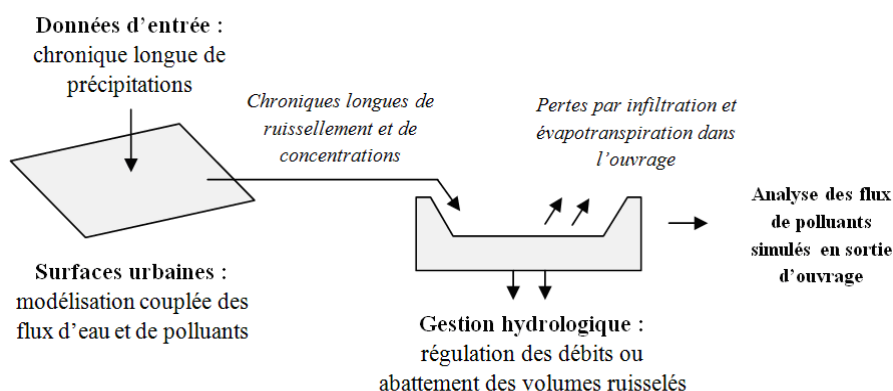 Données d’entrée :
chronique longue de
précipitations
Chroniques longues de
ruissellement et de
concentrations
Pertes par infiltration et
évapotranspiration dans
l’ouvrage
Analyse des flux
de polluants
simulés en sortie
d’ouvrage
Surfaces urbaines :
modélisation couplée des
flux d’eau et de polluants
Gestion hydrologique :
régulation des débits ou
abattement des volumes ruisselés